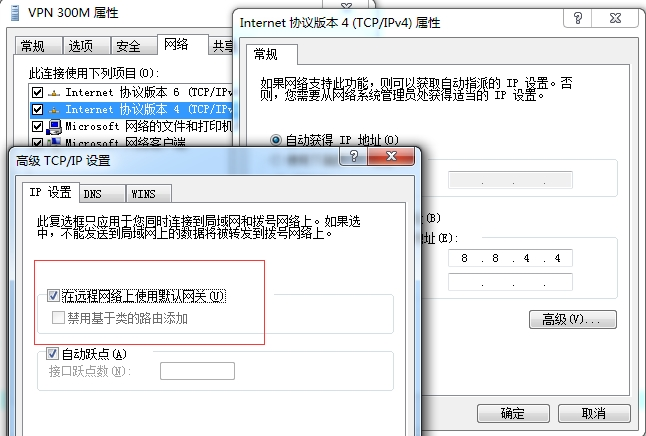 VPN 300M 属性
常规
选项
安全
网络
共享
此连接使用下列项目(O):
Internet 协议版本 6 (TCP/IPv
Internet 协议版本 4 (TCP/IPv4
Microsoft 网络的文件和打印机
Microsoft 网络客户端
Internet 协议版本 4 (TCP/IPv4) 属性
常规
如果网络支持此功能，则可以获取自动指派的 IP 设置。否
则，您需要从网络系统管理员处获得适当的 IP 设置。
自动获得 IP 地址(O)
(B)
地址(E):
8 . 8 . 4 . 4
高级(V)...
确定
取消
高级 TCP/IP 设置
IP 设置
DNS
WINS
此复选框只应用于您同时连接到局域网和拨号网络上。如果选
中，不能发送到局域网上的数据将被转发到拨号网络上。
在远程网络上使用默认网关(U)
禁用基于类的路由添加
自动跃点(A)
接口跃点数(N):